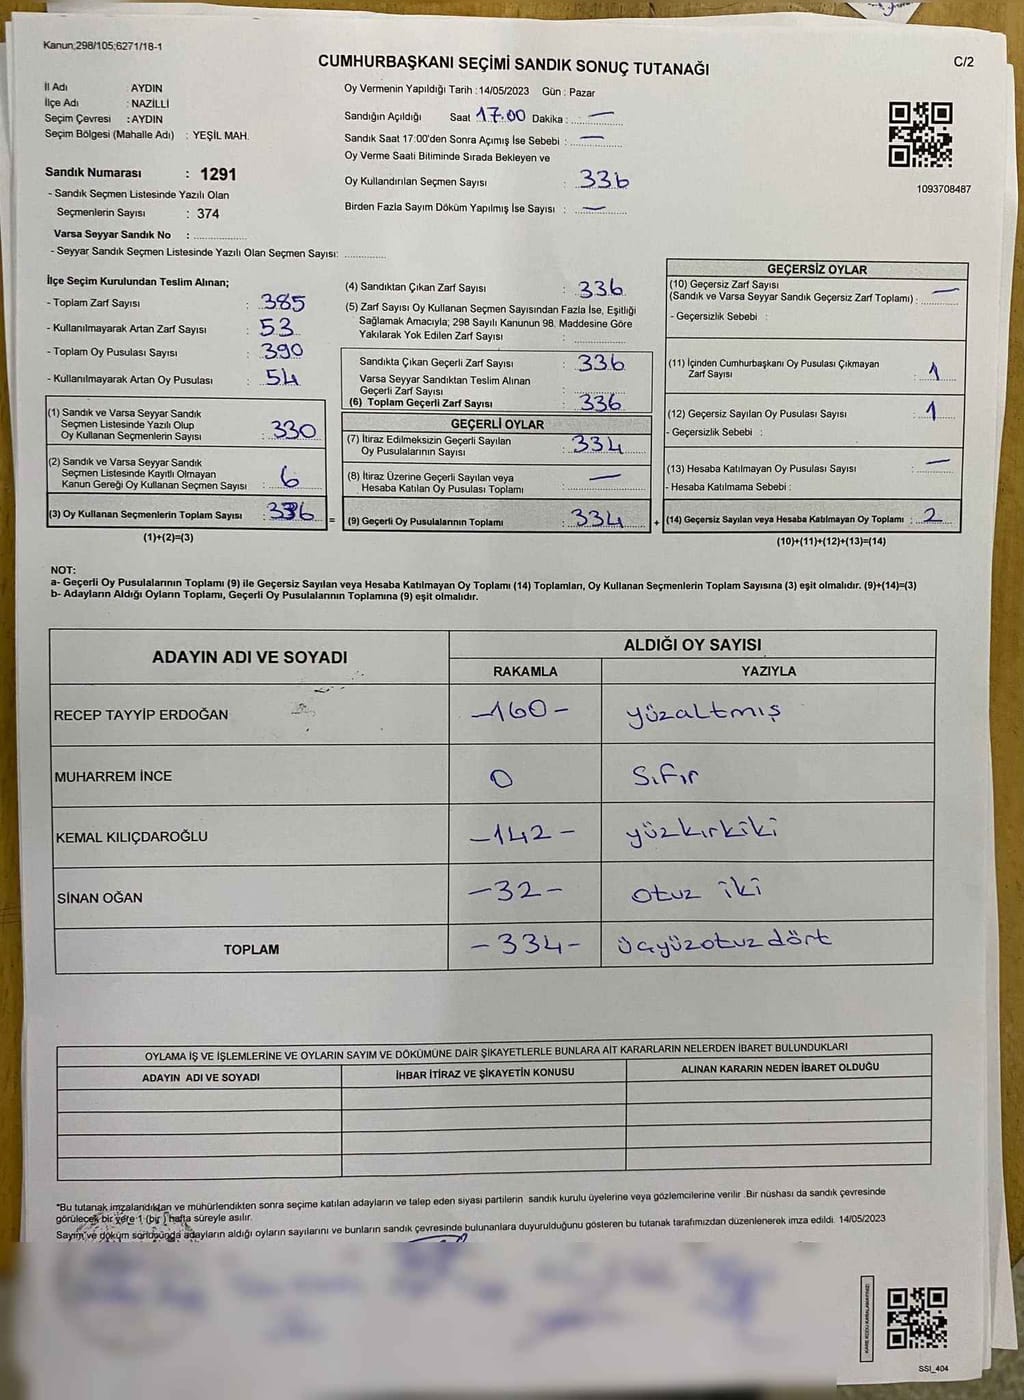 Kanun;298/105;6271/18-1
CUMHURBAŞKANI SEÇİMİ SANDIK SONUÇ TUTANAĞI
C/2
İl Adı : AYDIN
İlçe Adı : NAZİLLİ
Seçim Çevresi : AYDIN
Seçim Bölgesi (Mahalle Adı) : YEŞİL MAH.
Sandık Numarası : 1291
- Sandık Seçmen Listesinde Yazılı Olan
Seçmenlerin Sayısı : 374
Varsa Seyyar Sandık No : ..................
- Seyyar Sandık Seçmen Listesinde Yazılı Olan Seçmen Sayısı: ..............
Oy Vermenin Yapıldığı Tarih : 14/05/2023 Gün : Pazar
Sandığın Açıldığı Saat 17.00 Dakika : —
Sandık Saat 17:00'den Sonra Açımış İse Sebebi : —
Oy Verme Saati Bitiminde Sırada Bekleyen ve
Oy Kullandırılan Seçmen Sayısı : 336
Birden Fazla Sayım Döküm Yapılmış İse Sayısı : —
1093708487
İlçe Seçim Kurulundan Teslim Alınan;
- Toplam Zarf Sayısı : 385
- Kullanılmayarak Artan Zarf Sayısı : 53
- Toplam Oy Pusulası Sayısı : 390
- Kullanılmayarak Artan Oy Pusulası : 54
(1) Sandık ve Varsa Seyyar Sandık
Seçmen Listesinde Yazılı Olup
Oy Kullanan Seçmenlerin Sayısı : 330
(2) Sandık ve Varsa Seyyar Sandık
Seçmen Listesinde Kayıtlı Olmayan
Kanun Gereği Oy Kullanan Seçmen Sayısı : 6
(3) Oy Kullanan Seçmenlerin Toplam Sayısı : 336 =
(1)+(2)=(3)
(4) Sandıktan Çıkan Zarf Sayısı : 336
(5) Zarf Sayısı Oy Kullanan Seçmen Sayısından Fazla İse, Eşitliği
Sağlamak Amacıyla; 298 Sayılı Kanunun 98. Maddesine Göre
Yakılarak Yok Edilen Zarf Sayısı : ..................
Sandıkta Çıkan Geçerli Zarf Sayısı : 336
Varsa Seyyar Sandıktan Teslim Alınan
Geçerli Zarf Sayısı : ..................
(6) Toplam Geçerli Zarf Sayısı : 336
GEÇERLİ OYLAR
(7) İtiraz Edilmeksizin Geçerli Sayılan
Oy Pusulalarının Sayısı : 334
(8) İtiraz Üzerine Geçerli Sayılan veya
Hesaba Katılan Oy Pusulası Toplamı : —
(9) Geçerli Oy Pusulalarının Toplamı : 334 +
GEÇERSİZ OYLAR
(10) Geçersiz Zarf Sayısı
(Sandık ve Varsa Seyyar Sandık Geçersiz Zarf Toplamı) : —
- Geçersizlik Sebebi :
(11) İçinden Cumhurbaşkanı Oy Pusulası Çıkmayan
Zarf Sayısı : 1
(12) Geçersiz Sayılan Oy Pusulası Sayısı : 1
- Geçersizlik Sebebi :
(13) Hesaba Katılmayan Oy Pusulası Sayısı : —
- Hesaba Katılmama Sebebi :
(14) Geçersiz Sayılan veya Hesaba Katılmayan Oy Toplamı : 2
(10)+(11)+(12)+(13)=(14)
NOT:
a- Geçerli Oy Pusulalarının Toplamı (9) ile Geçersiz Sayılan veya Hesaba Katılmayan Oy Toplamı (14) Toplamları, Oy Kullanan Seçmenlerin Toplam Sayısına (3) eşit olmalıdır. (9)+(14)=(3)
b- Adayların Aldığı Oyların Toplamı, Geçerli Oy Pusulalarının Toplamına (9) eşit olmalıdır.
ADAYIN ADI VE SOYADI
ALDIĞI OY SAYISI
RAKAMLA YAZIYLA
RECEP TAYYİP ERDOĞAN -160- yüzaltmış
MUHARREM İNCE 0 Sıfır
KEMAL KILIÇDAROĞLU -142- yüzkırkiki
SİNAN OĞAN -32- otuz iki
TOPLAM -334- üçyüzotuzdört
OYLAMA İŞ VE İŞLEMLERİNE VE OYLARIN SAYIM VE DÖKÜMÜNE DAİR ŞİKAYETLERLE BUNLARA AİT KARARLARIN NELERDEN İBARET BULUNDUKLARI
ADAYIN ADI VE SOYADI İHBAR İTİRAZ VE ŞİKAYETİN KONUSU ALINAN KARARIN NEDEN İBARET OLDUĞU
*Bu tutanak imzalandıktan ve mühürlendikten sonra seçime katılan adayların ve talep eden siyasi partilerin sandık kurulu üyelerine veya gözlemcilerine verilir .Bir nüshası da sandık çevresinde
görülecek bir yere 1 (bir ) hafta süreyle asılır.
Sayım ve döküm sonucunda adayların aldığı oyların sayılarını ve bunların sandık çevresinde bulunanlara duyurulduğunu gösteren bu tutanak tarafımızdan düzenlenerek imza edildi. 14/05/2023
SSI_404